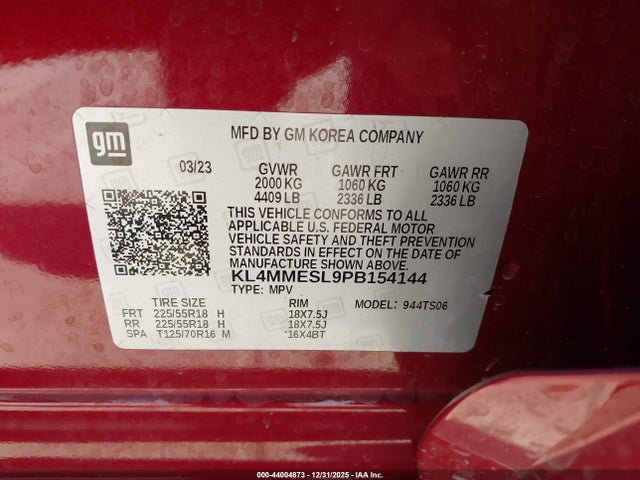 gm
MFD BY GM KOREA COMPANY
03/23 GVWR GAWR FRT GAWR RR
2000 KG 1060 KG 1060 KG
4409 LB 2336 LB 2336 LB
THIS VEHICLE CONFORMS TO ALL
APPLICABLE U.S. FEDERAL MOTOR
VEHICLE SAFETY AND THEFT PREVENTION
STANDARDS IN EFFECT ON THE DATE OF
MANUFACTURE SHOWN ABOVE.
KL4MMESL9PB154144
TYPE: MPV
TIRE SIZE RIM MODEL: 944TS06
FRT 225/55R18 H 18X7.5J
RR 225/55R18 H 18X7.5J
SPA T125/70R16 M 16X4BT
000-44004873 | 12/31/2025 | IAA Inc.